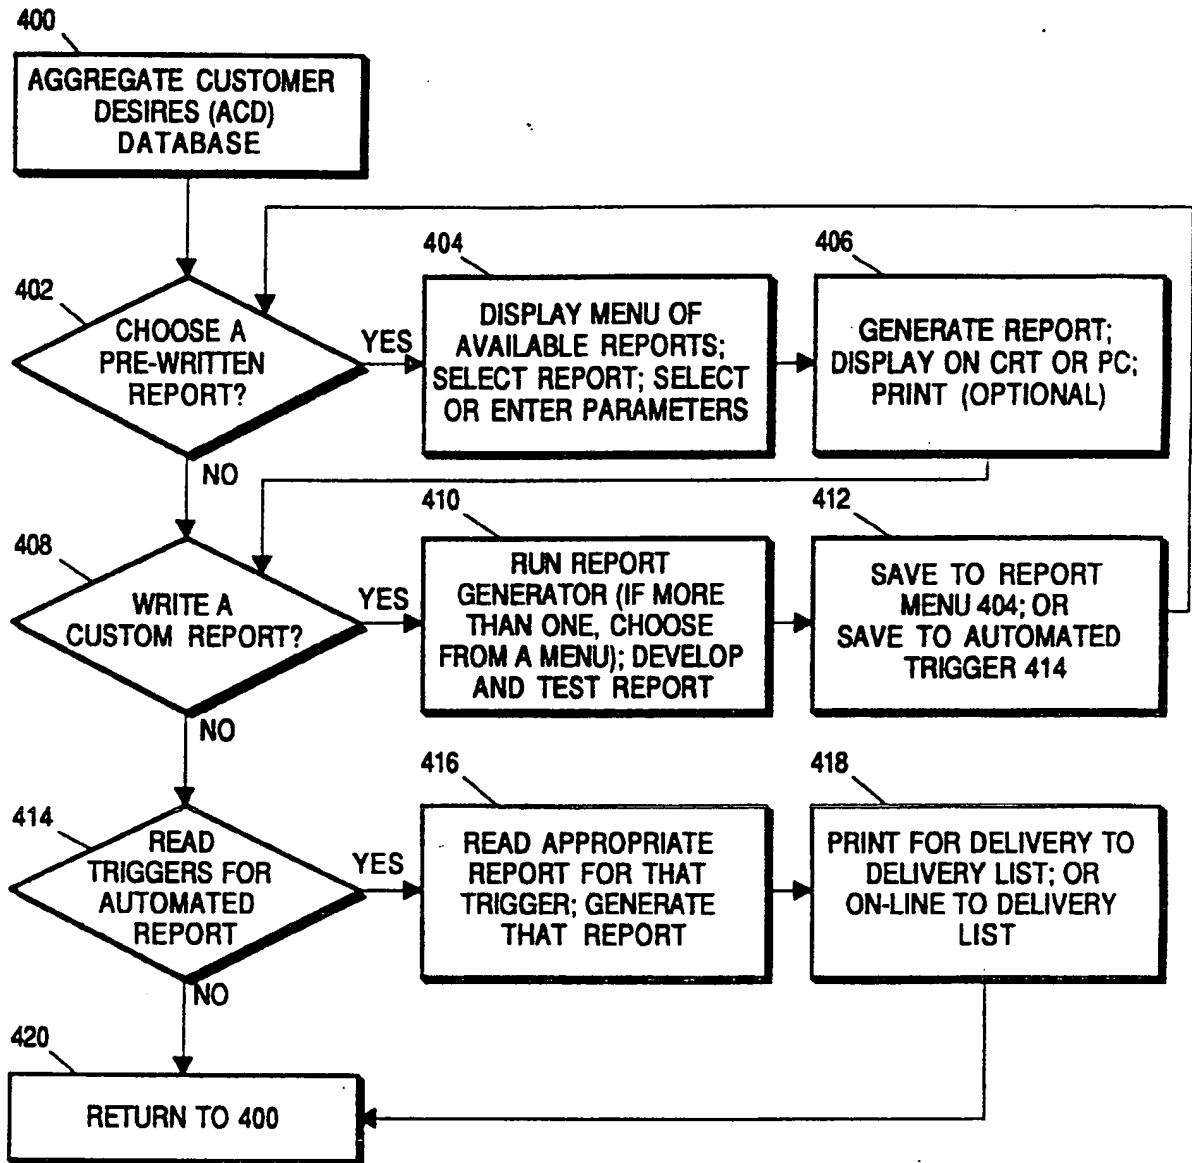 400
AGGREGATE CUSTOMER
DESIRES (ACD)
DATABASE
402
CHOOSE A
PRE-WRITTEN
REPORT?
YES
NO
404
DISPLAY MENU OF
AVAILABLE REPORTS;
SELECT REPORT; SELECT
OR ENTER PARAMETERS
406
GENERATE REPORT;
DISPLAY ON CRT OR PC;
PRINT (OPTIONAL)
408
WRITE A
CUSTOM REPORT?
YES
NO
410
RUN REPORT
GENERATOR (IF MORE
THAN ONE, CHOOSE
FROM A MENU); DEVELOP
AND TEST REPORT
412
SAVE TO REPORT
MENU 404; OR
SAVE TO AUTOMATED
TRIGGER 414
414
READ
TRIGGERS FOR
AUTOMATED
REPORT
YES
NO
416
READ APPROPRIATE
REPORT FOR THAT
TRIGGER; GENERATE
THAT REPORT
418
PRINT FOR DELIVERY TO
DELIVERY LIST; OR
ON-LINE TO DELIVERY
LIST
420
RETURN TO 400